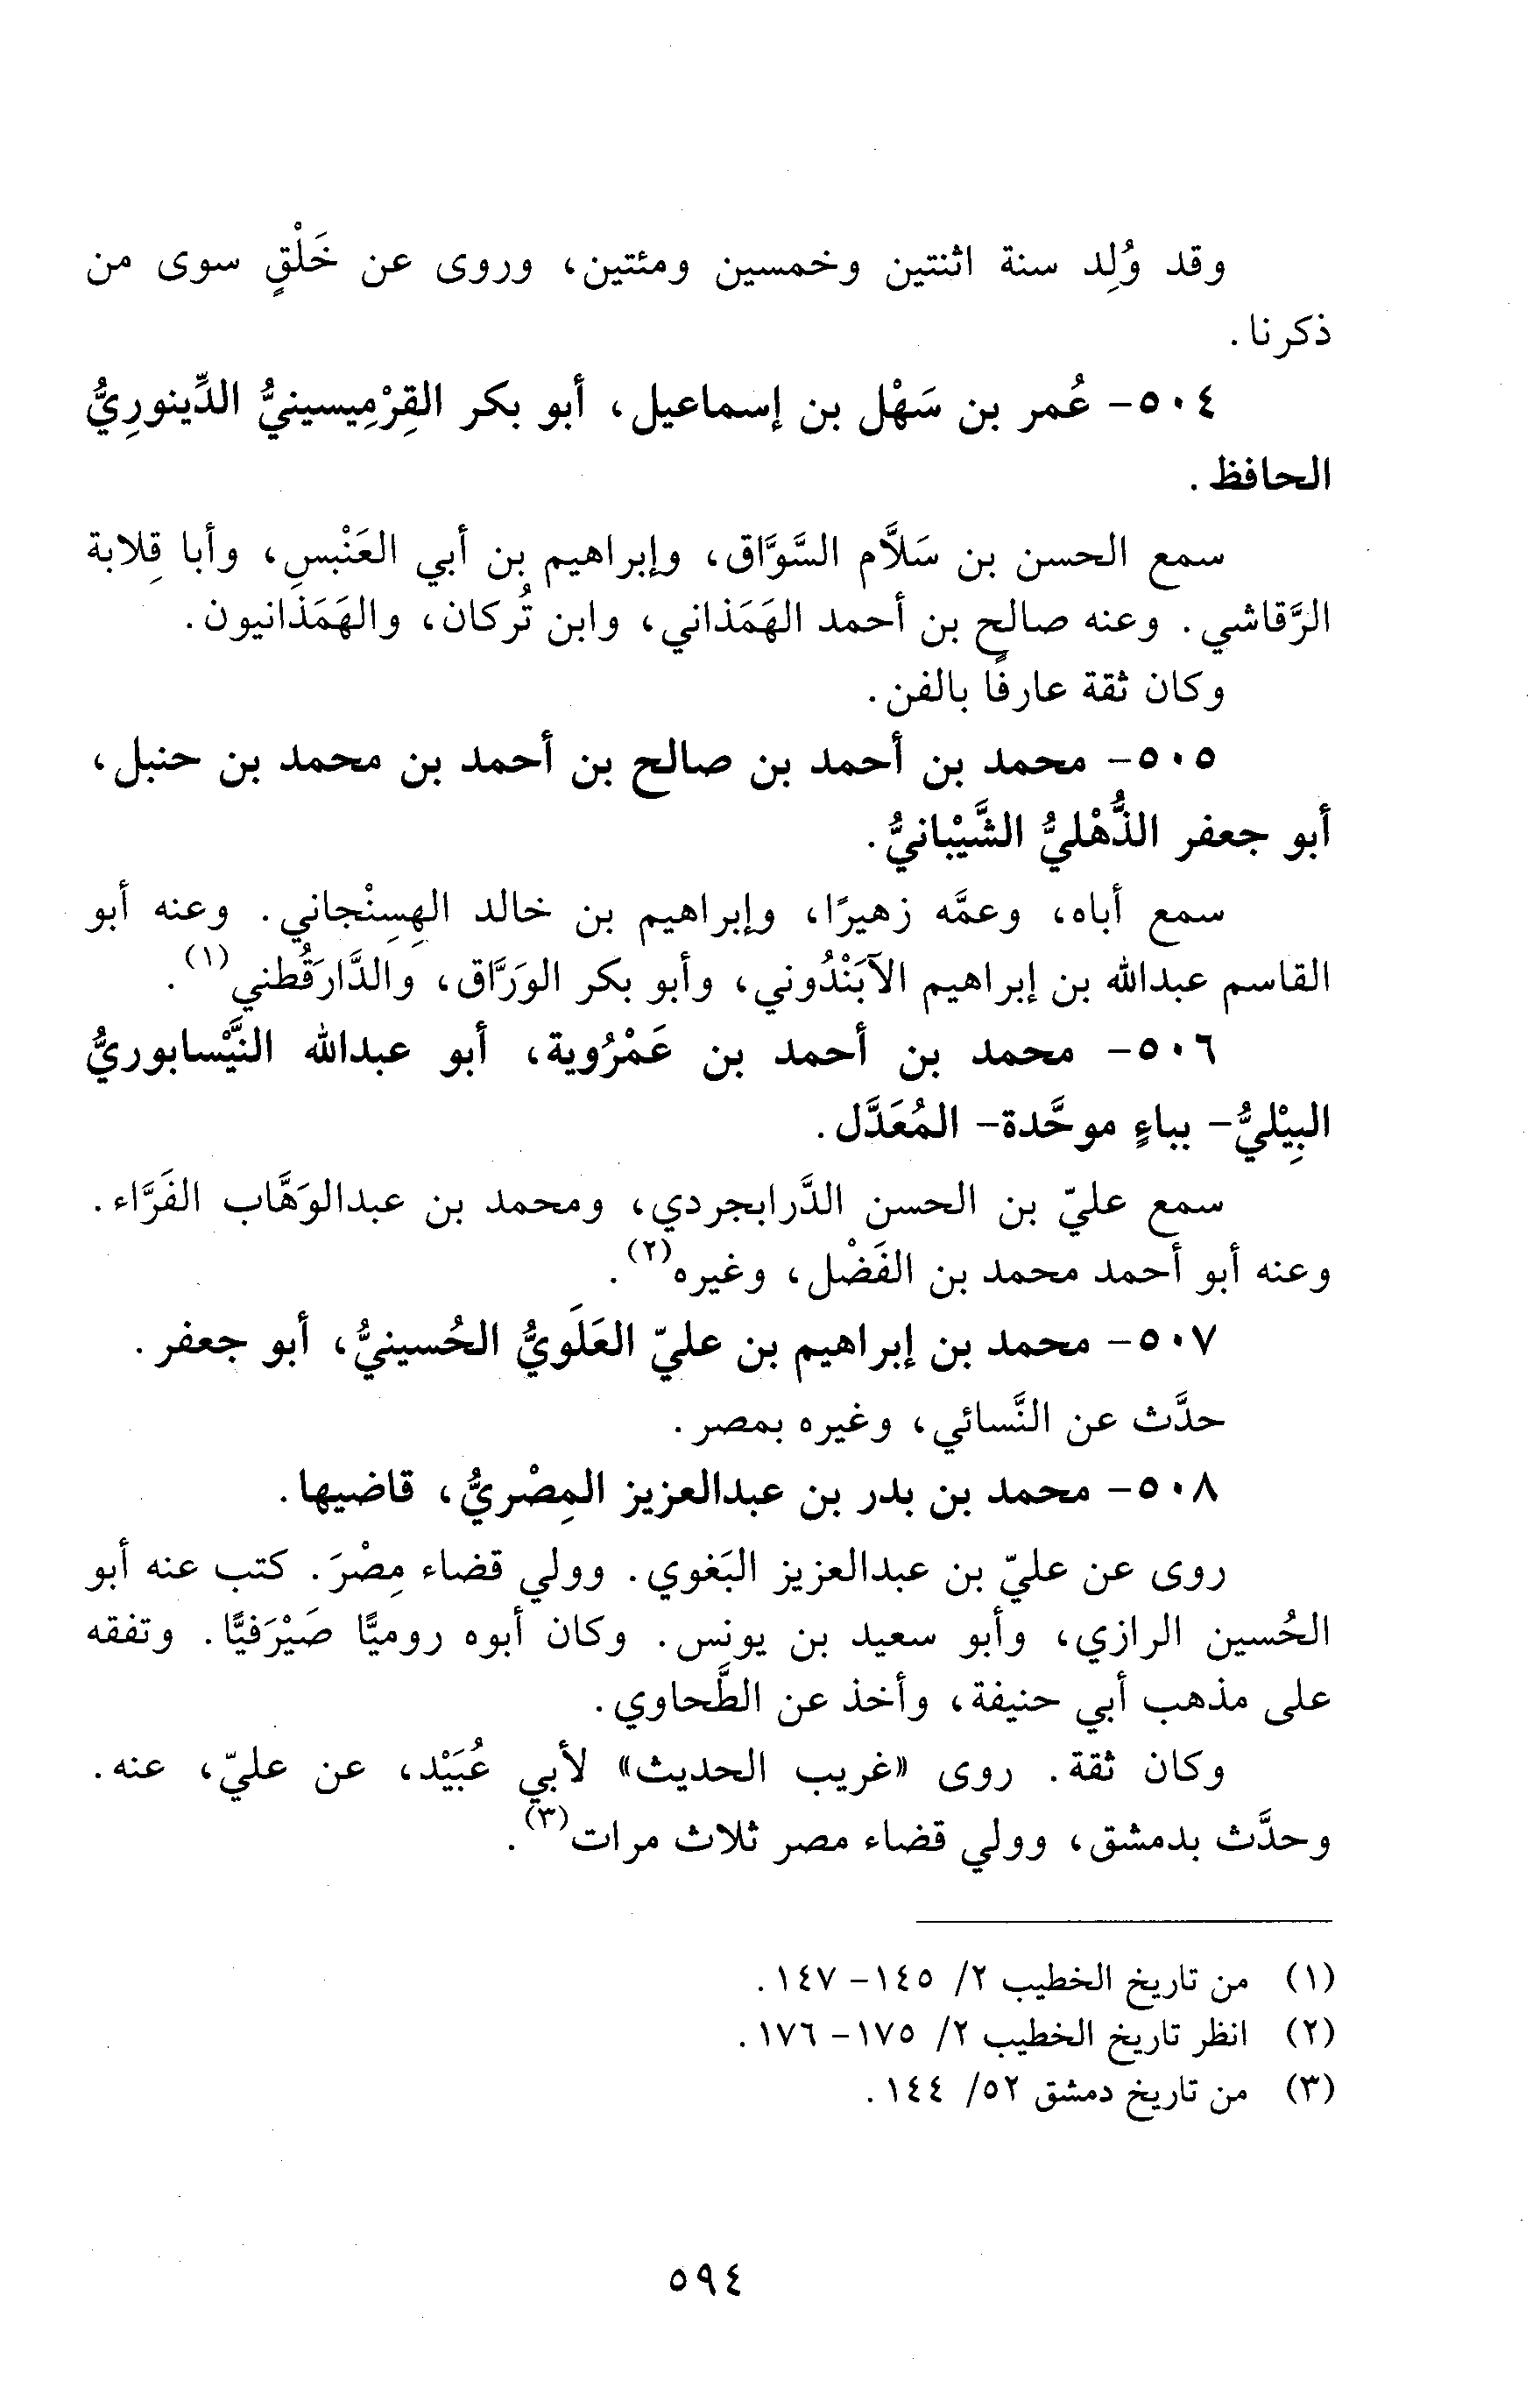 وقد وُلِد سنة اثنتين وخمسين ومئتين، وروى عن خَلْقٍ سوى من
ذكرنا.
٥٠٤- عُمر بن سَهْل بن إسماعيل، أبو بكر القِرْمِيسينيُّ الدِّينورِيُّ
الحافظ.
سمع الحسن بن سَلاَّم السَّوَّاق، وإبراهيم بن أبي العَنْبسِ، وأبا قِلابة
الرَّقاشي. وعنه صالح بن أحمد الهَمَذاني، وابن تُركان، والهَمَذانيون.
وكان ثقة عارفًا بالفن.
٥٠٥- محمد بن أحمد بن صالح بن أحمد بن محمد بن حنبل،
أبو جعفر الذُّهْليُّ الشَّيْبانيُّ.
سمع أباه، وعمَّه زهيرًا، وإبراهيم بن خالد الهِسِنْجاني. وعنه أبو
القاسم عبدالله بن إبراهيم الآبَنْدُوني، وأبو بكر الورَّاق، والدَّارَقُطني(١).
٥٠٦- محمد بن أحمد بن عَمْرُوية، أبو عبدالله النَّيْسابوريُّ
البِيْليُّ- بباءٍ موحَّدة- المُعَدَّل.
سمع عليّ بن الحسن الدَّرابجردي، ومحمد بن عبدالوَهَّاب الفَرَّاء.
وعنه أبو أحمد محمد بن الفَضْل، وغيره(٢).
٥٠٧- محمد بن إبراهيم بن عليّ العَلَويُّ الحُسينيُّ، أبو جعفر.
حدَّث عن النَّسائي، وغيره بمصر.
٥٠٨- محمد بن بدر بن عبدالعزيز المِصْريُّ، قاضيها.
روى عن عليّ بن عبدالعزيز البَغوي. وولي قضاء مِصْرَ. كتب عنه أبو
الحُسين الرازي، وأبو سعيد بن يونس. وكان أبوه روميًّا صَيْرَفيًّا. وتفقه
على مذهب أبي حنيفة، وأخذ عن الطَّحاوي.
وكان ثقة. روى «غريب الحديث» لأبي عُبَيْد، عن عليّ، عنه.
وحدَّث بدمشق، وولي قضاء مصر ثلاث مرات(٣).
(١) من تاريخ الخطيب ٢/ ١٤٥- ١٤٧.
(٢) انظر تاريخ الخطيب ٢/ ١٧٥- ١٧٦.
(٣) من تاريخ دمشق ٥٢/ ١٤٤.
٥٩٤